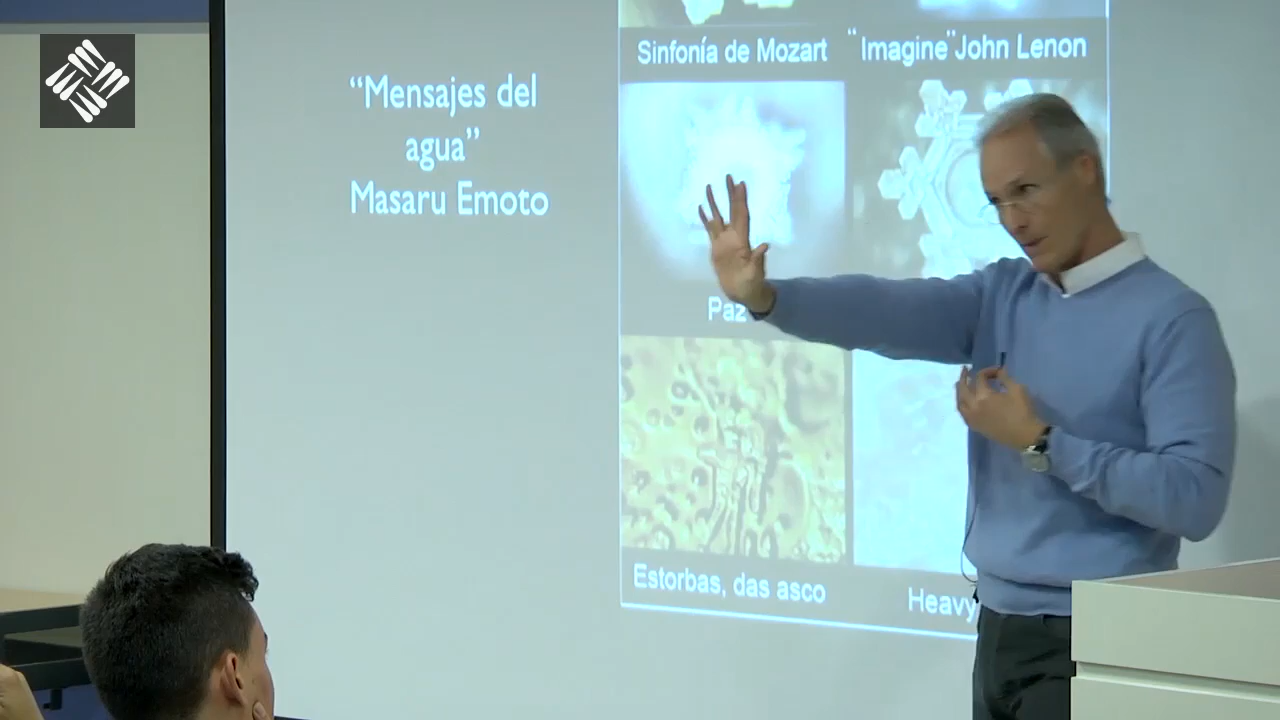 “Mensajes del
agua”
Masaru Emoto
Sinfonía de Mozart
“Imagine” John Lenon
Paz
Estorbas, das asco
Heavy